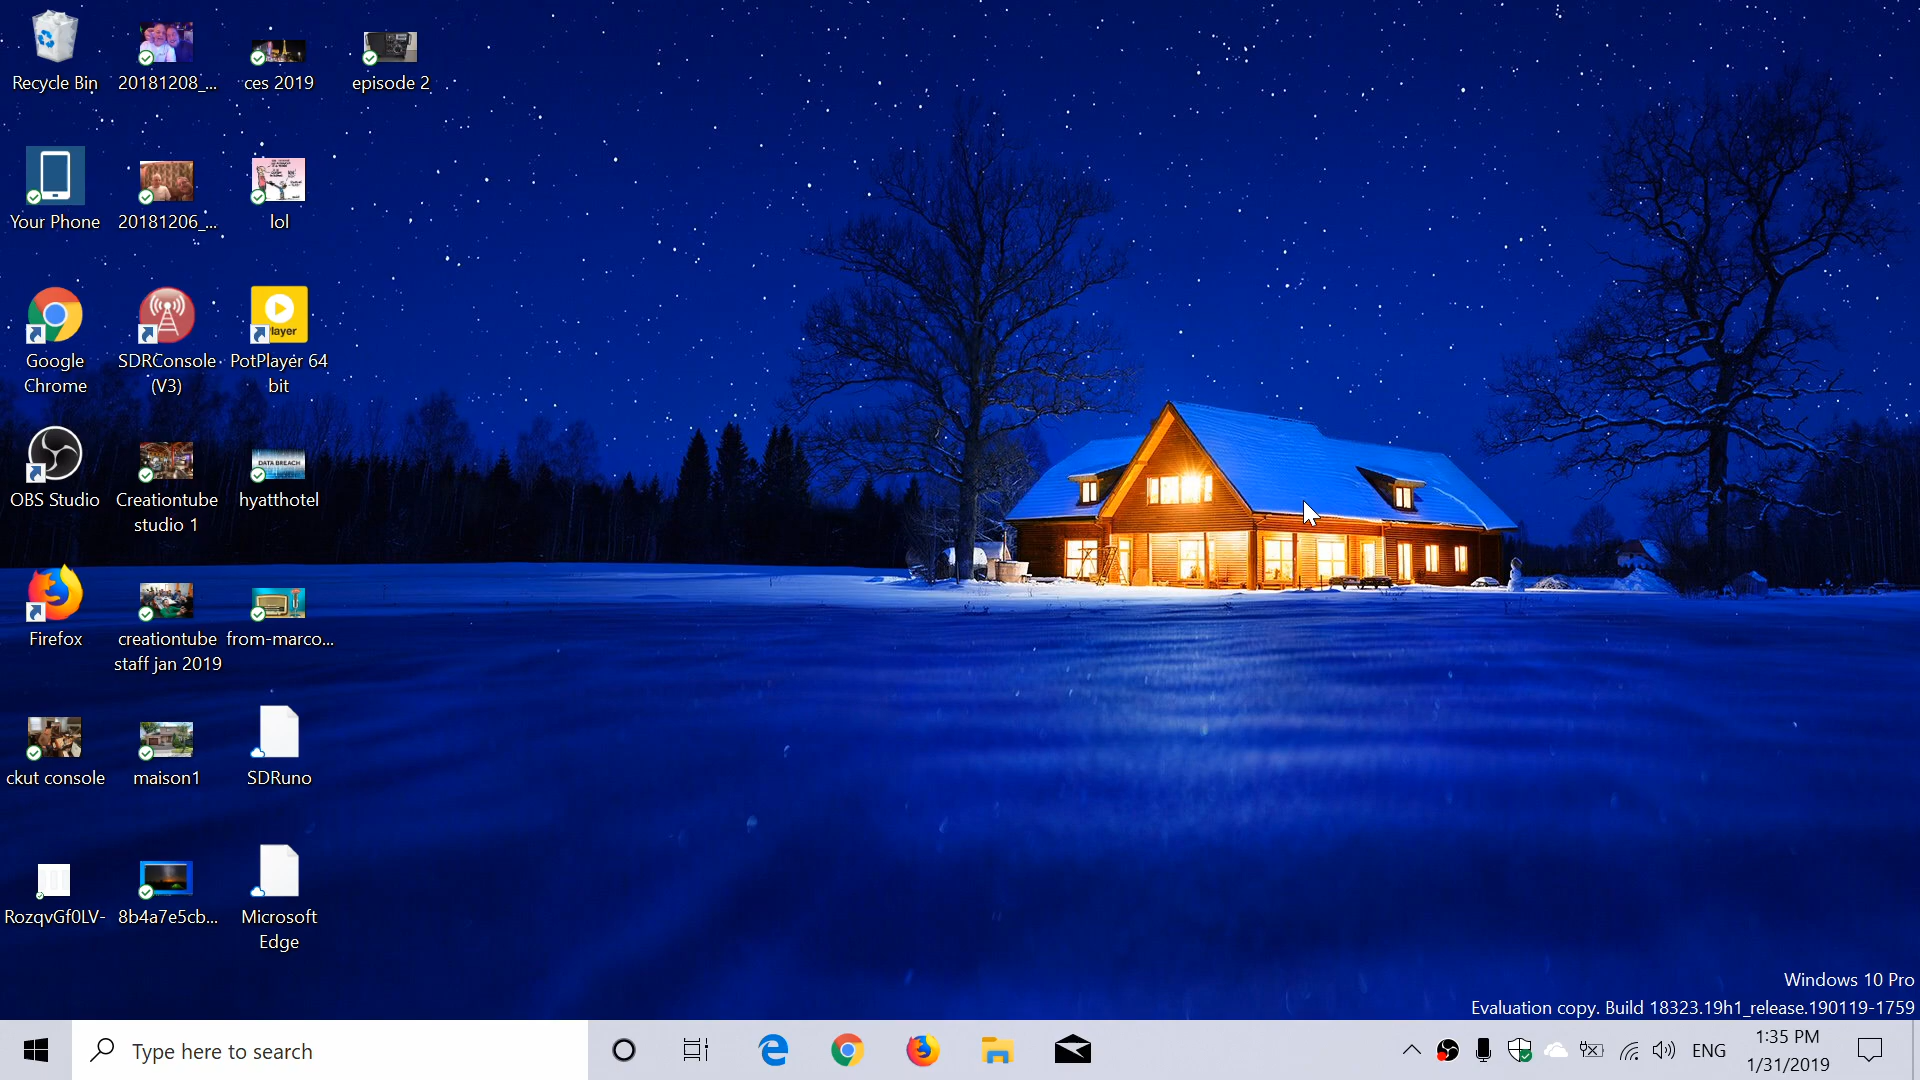 Recycle Bin
20181208_...
ces 2019
episode 2
Your Phone
20181206_...
lol
Google
Chrome
SDRConsole
(V3)
PotPlayer 64
bit
layer
OBS Studio
Creationtube
studio 1
hyatthotel
DATA BREACH
Firefox
creationtube
staff jan 2019
from-marco...
ckut console
maison1
SDRuno
RozqvGf0LV-
8b4a7e5cb...
Microsoft
Edge
Windows 10 Pro
Evaluation copy. Build 18323.19h1_release.190119-1759
Type here to search
ENG
1:35 PM
1/31/2019